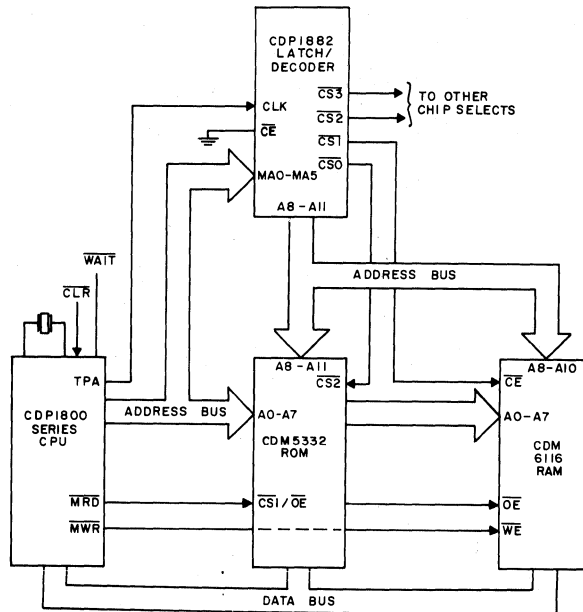 CDP1882
LATCH/
DECODER
CS3
CS2
TO OTHER
CHIP SELECTS
CLK
CE
CS1
CS0
MA0-MA5
A8-A11
WAIT
CLR
ADDRESS BUS
TPA
A8-A11
CS2
A8-A10
CE
CDP1800
SERIES
CPU
ADDRESS BUS
A0-A7
A0-A7
CDM5332
ROM
CDM
6116
RAM
MRD
CS1/OE
OE
MWR
WE
DATA BUS